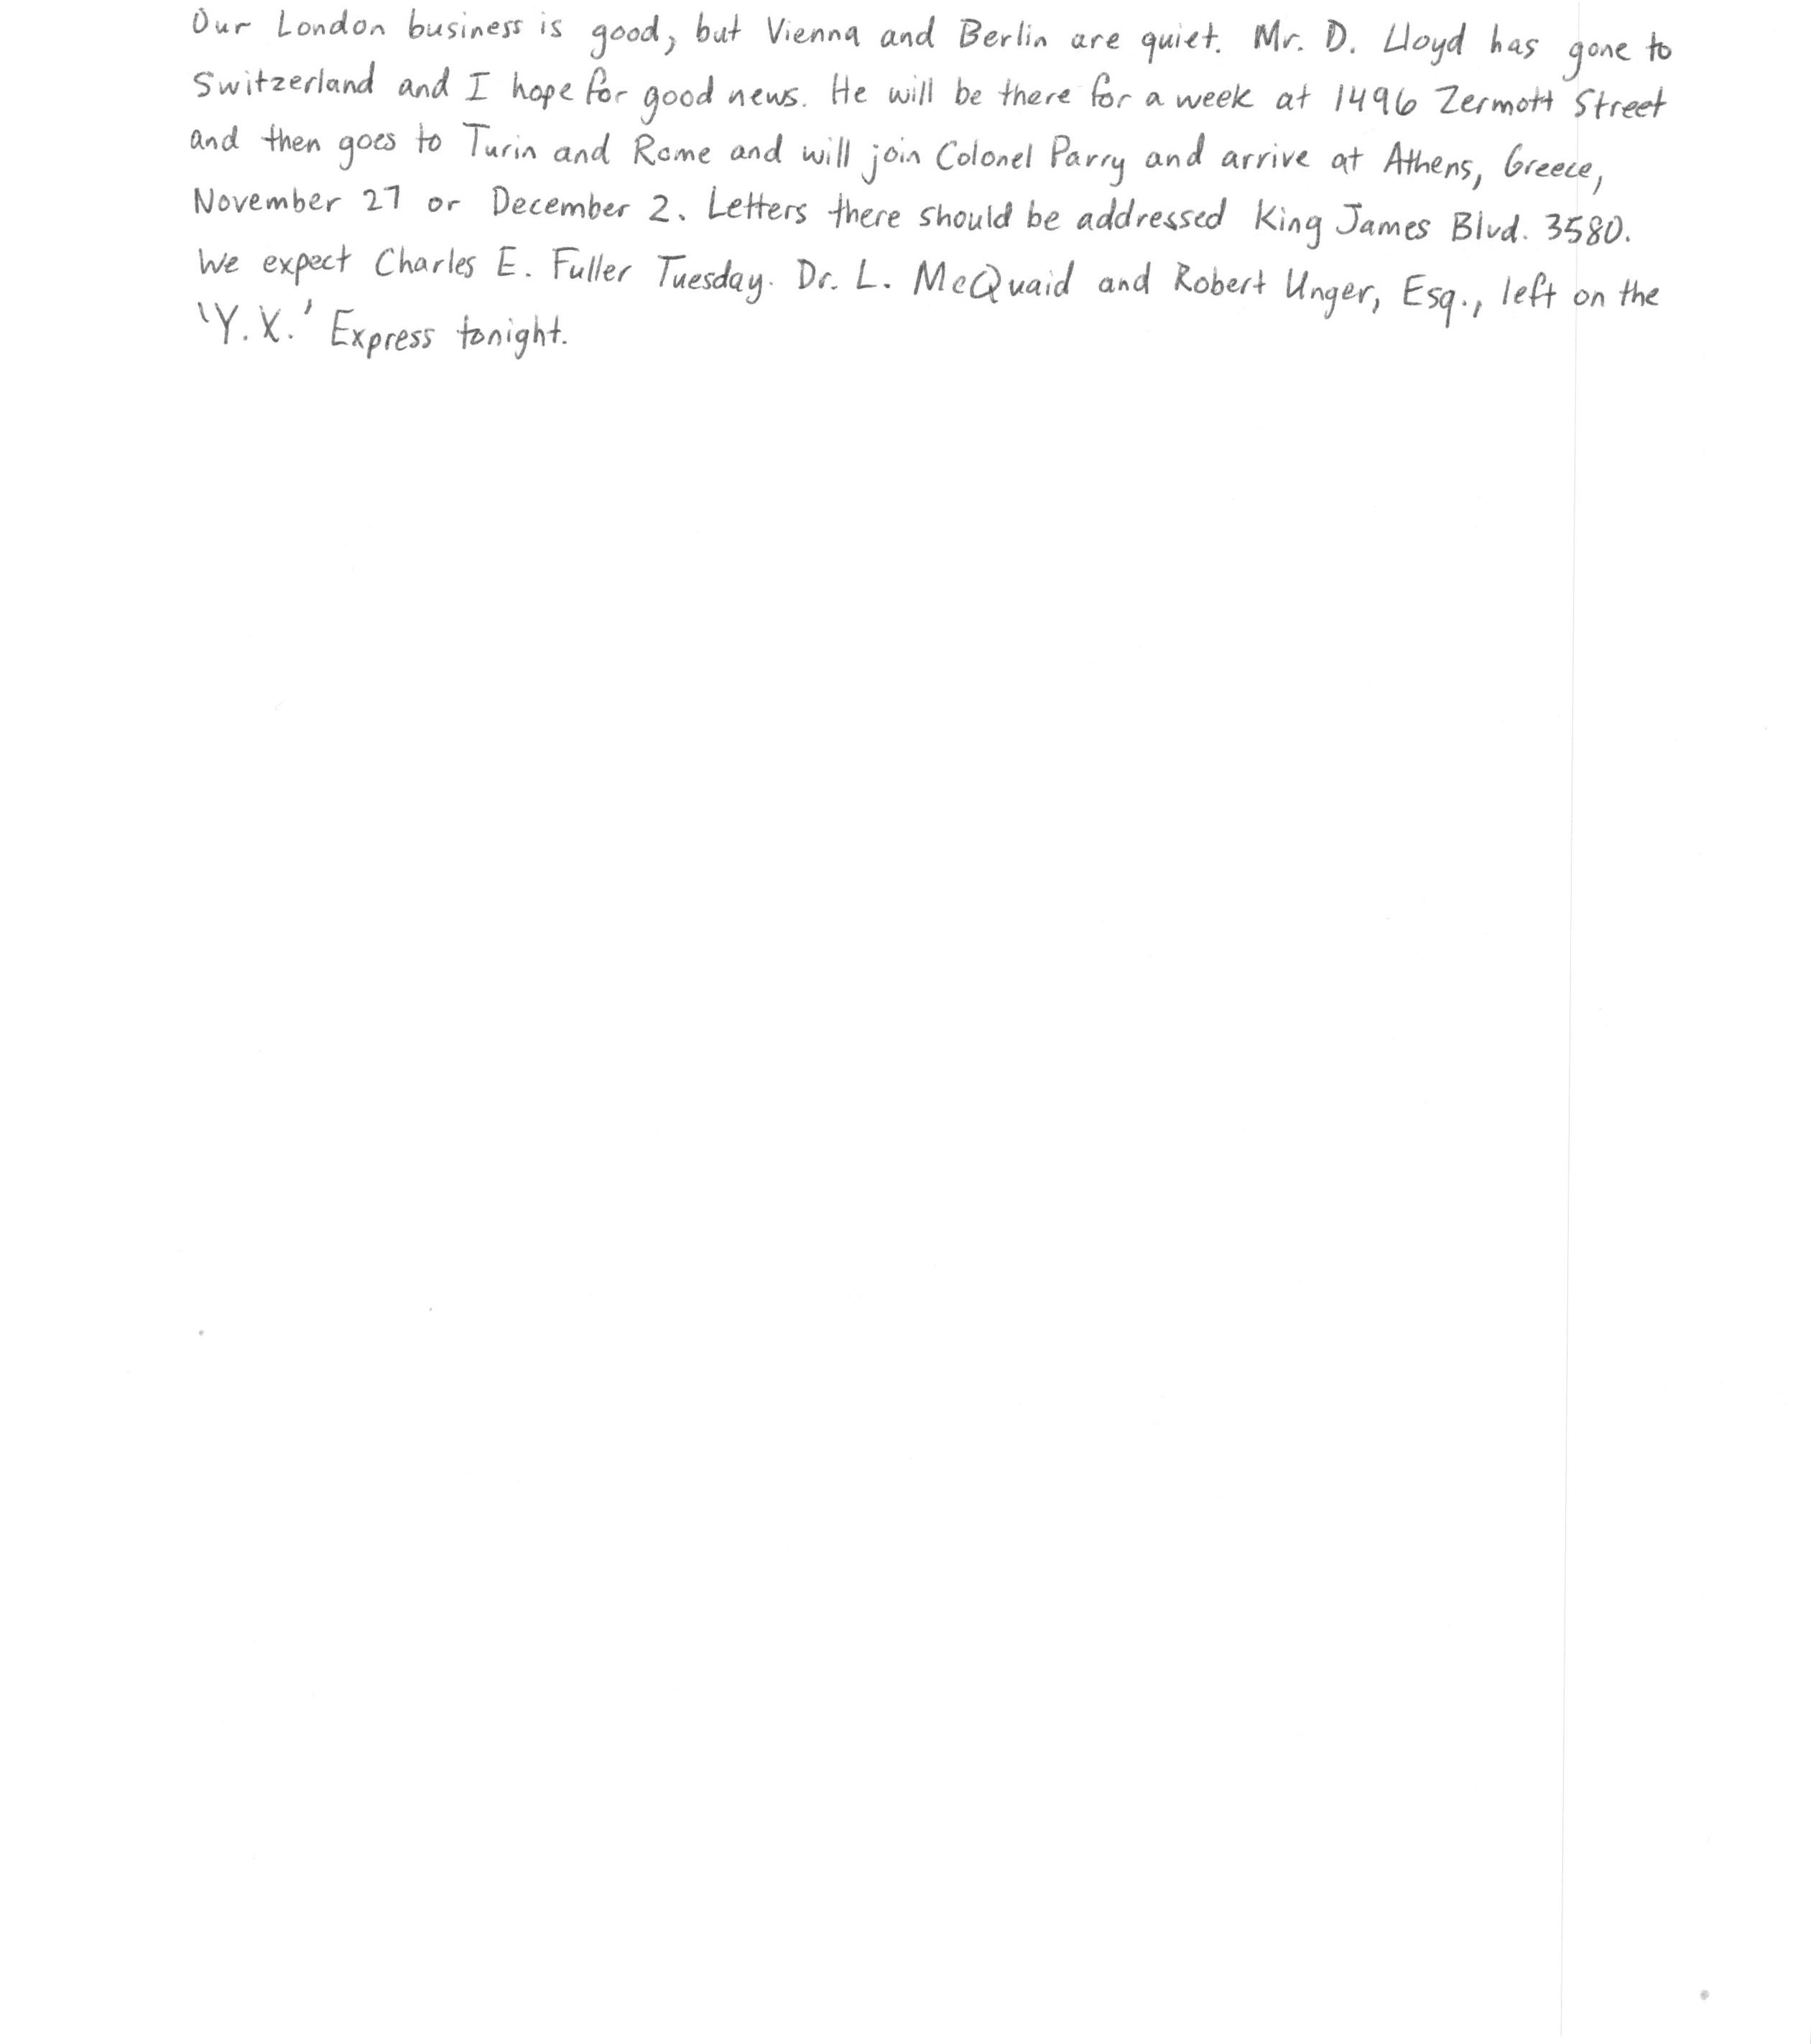 Our London business is good, but Vienna and Berlin are quiet. Mr. D. Lloyd has gone to
Switzerland and I hope for good news. He will be there for a week at 1496 Zermott Street
and then goes to Turin and Rome and will join Colonel Parry and arrive at Athens, Greece,
November 27 or December 2. Letters there should be addressed King James Blvd. 3580.
We expect Charles E. Fuller Tuesday. Dr. L. McQuaid and Robert Unger, Esq., left on the
'Y.X.' Express tonight.